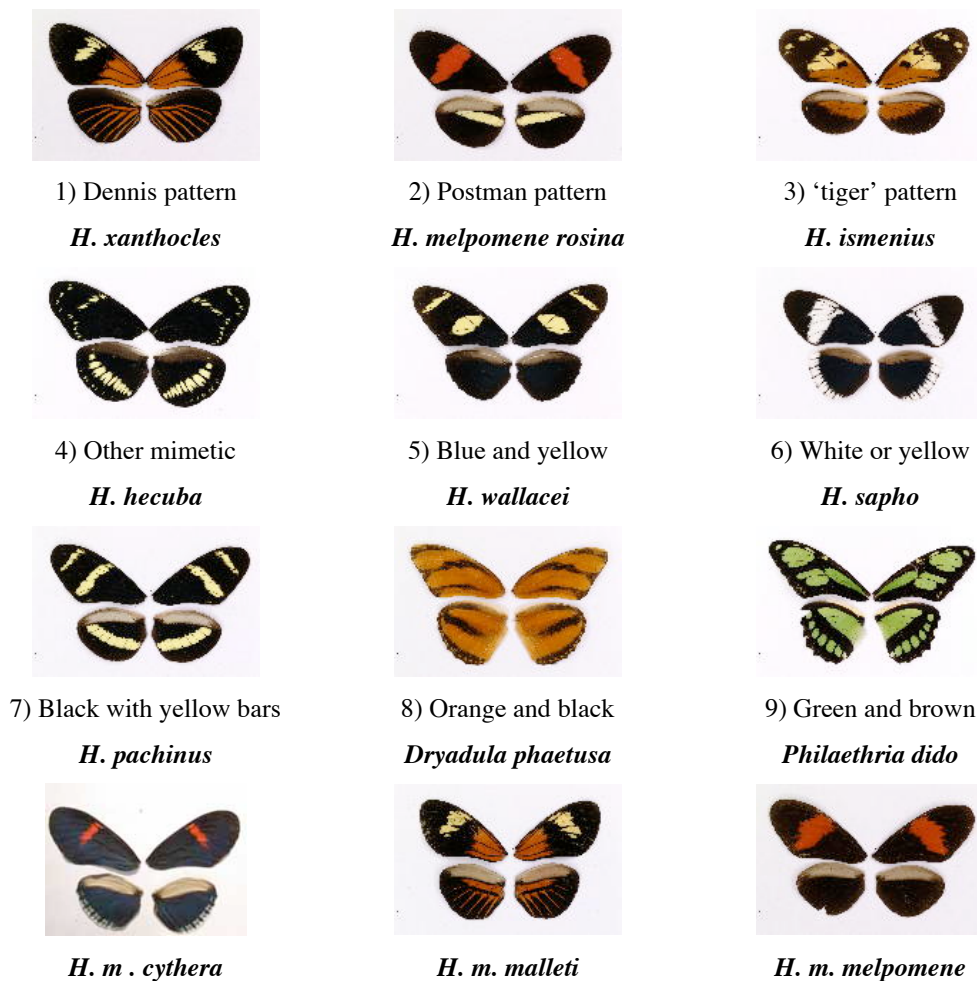 1) Dennis pattern
2) Postman pattern
3) ‘tiger’ pattern
H. xanthocles
H. melpomene rosina
H. ismenius
4) Other mimetic
5) Blue and yellow
6) White or yellow
H. hecuba
H. wallacei
H. sapho
7) Black with yellow bars
8) Orange and black
9) Green and brown
H. pachinus
Dryadula phaetusa
Philaethria dido
H. m . cythera
H. m. malleti
H. m. melpomene